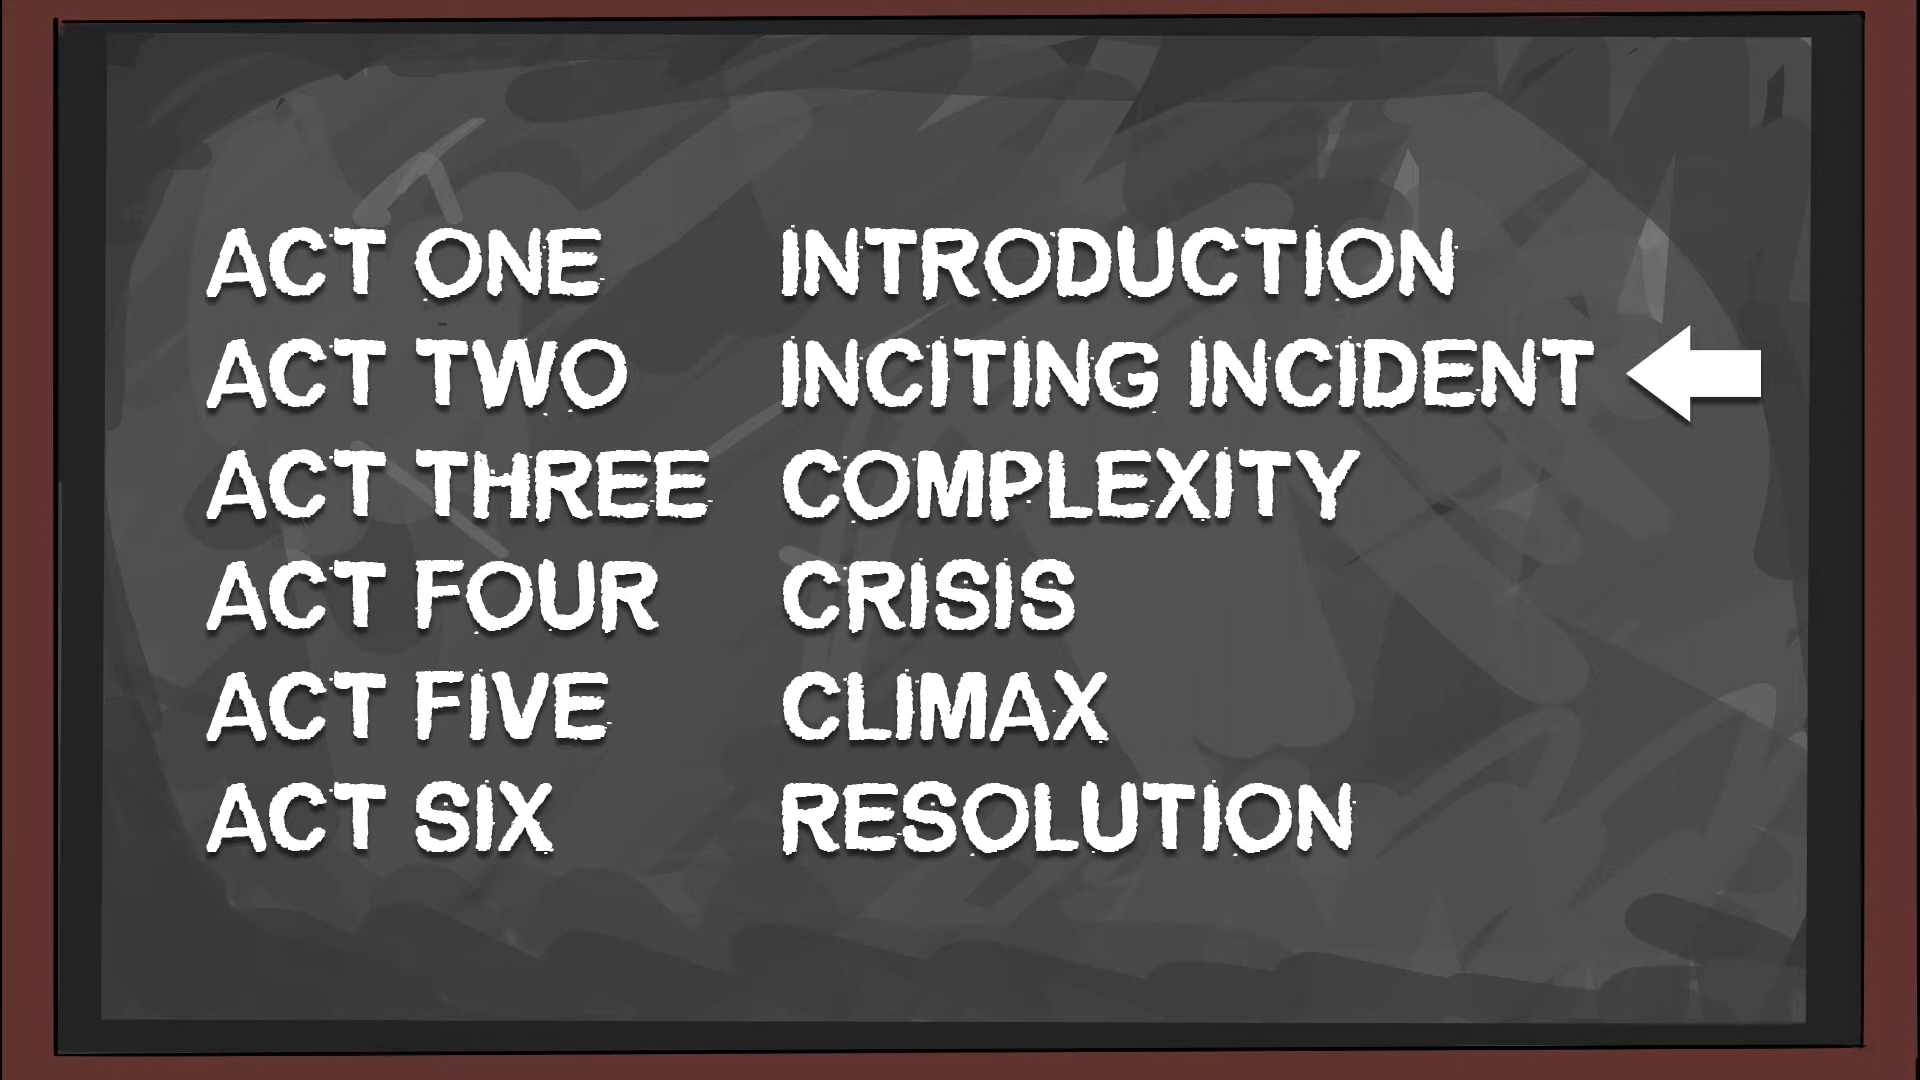 ACT ONE INTRODUCTION
ACT TWO INCITING INCIDENT
ACT THREE COMPLEXITY
ACT FOUR CRISIS
ACT FIVE CLIMAX
ACT SIX RESOLUTION